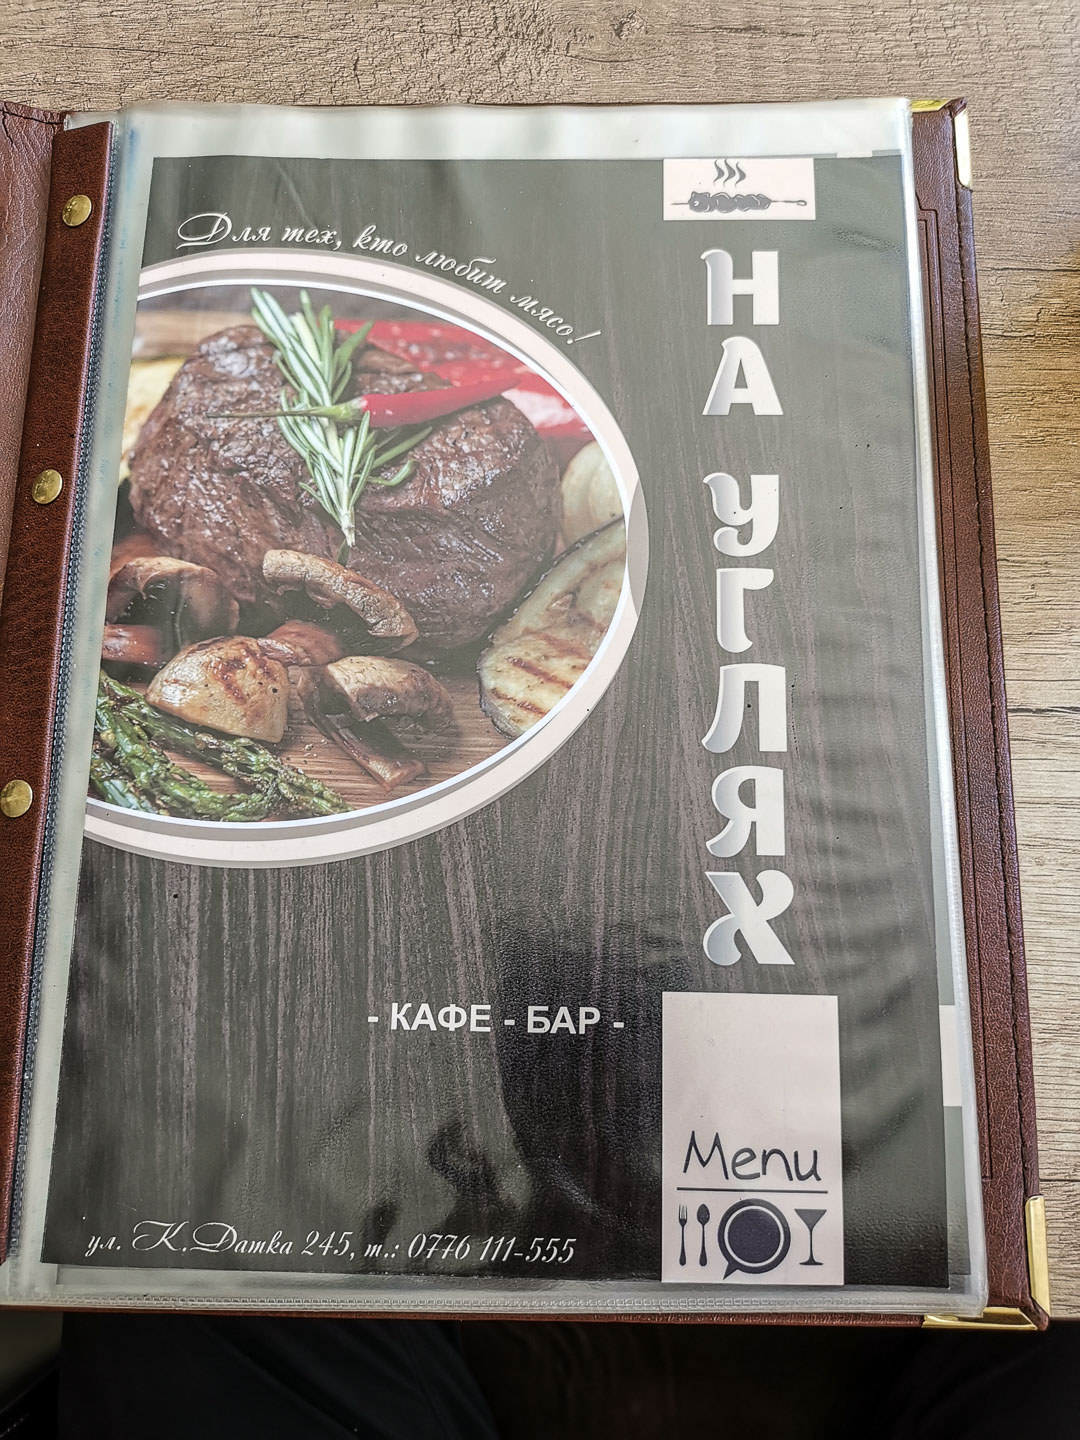 Для тех, кто любит мясо!
НА УГЛЯХ
- КАФЕ - БАР -
Menu
ул. К.Датка 245, т.: 0776 111-555